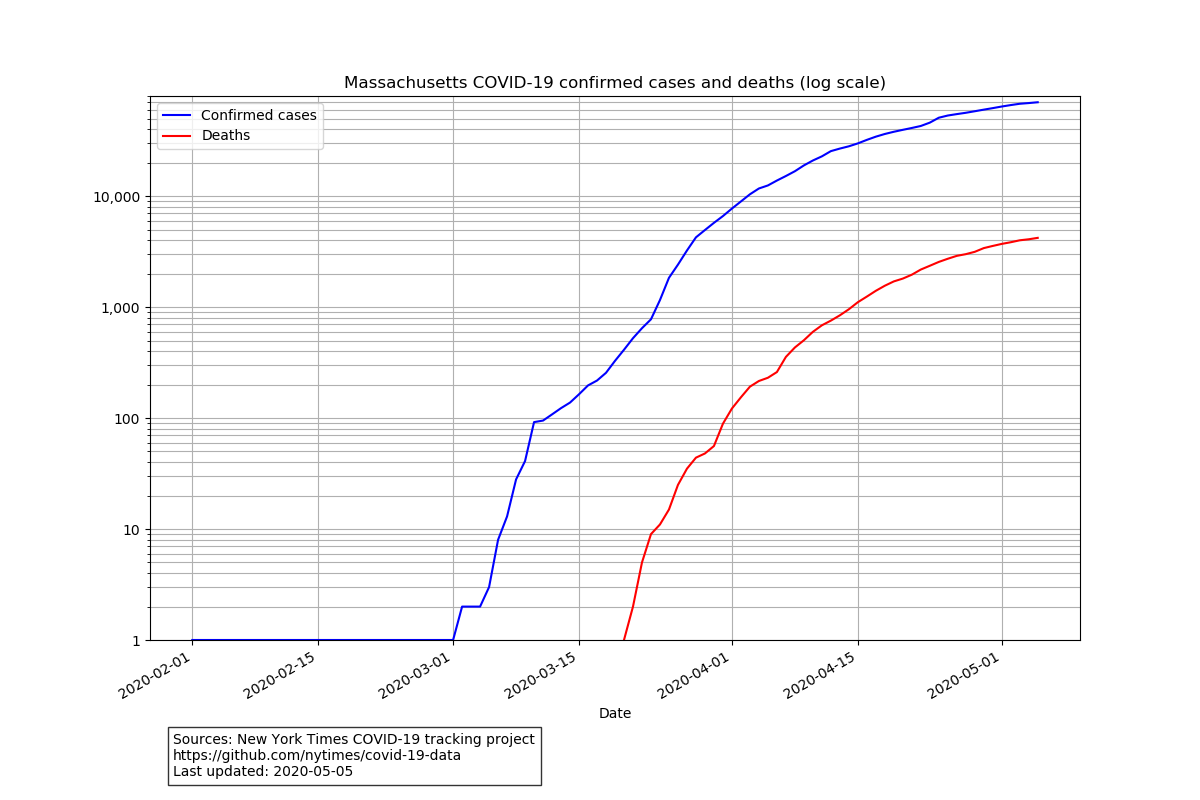 Massachusetts COVID-19 confirmed cases and deaths (log scale)
Confirmed cases
Deaths
10,000
1,000
100
10
1
2020-02-01
2020-02-15
2020-03-01
2020-03-15
2020-04-01
2020-04-15
2020-05-01
Date
Sources: New York Times COVID-19 tracking project
https://github.com/nytimes/covid-19-data
Last updated: 2020-05-05